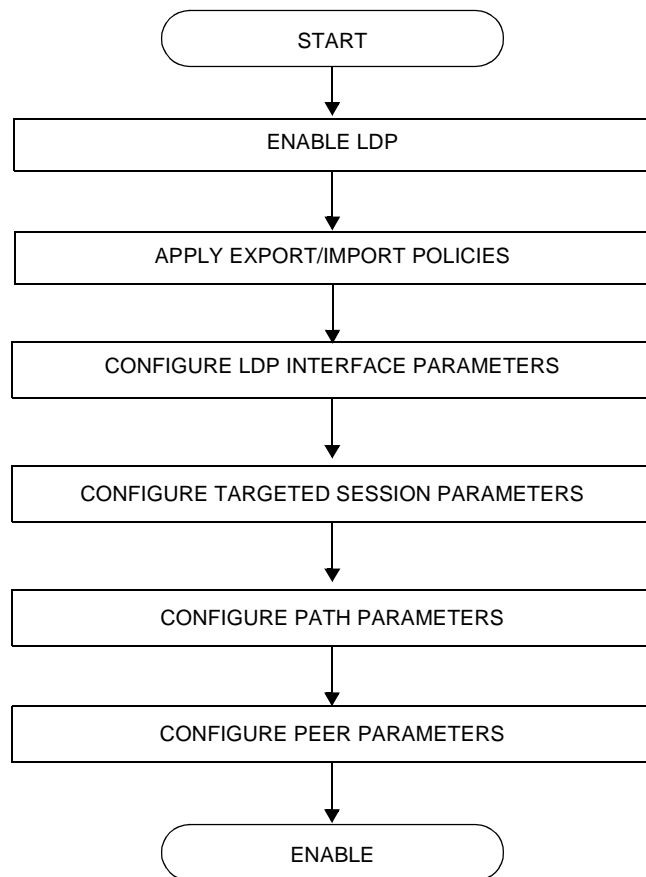 START
ENABLE LDP
APPLY EXPORT/IMPORT POLICIES
CONFIGURE LDP INTERFACE PARAMETERS
CONFIGURE TARGETED SESSION PARAMETERS
CONFIGURE PATH PARAMETERS
CONFIGURE PEER PARAMETERS
ENABLE